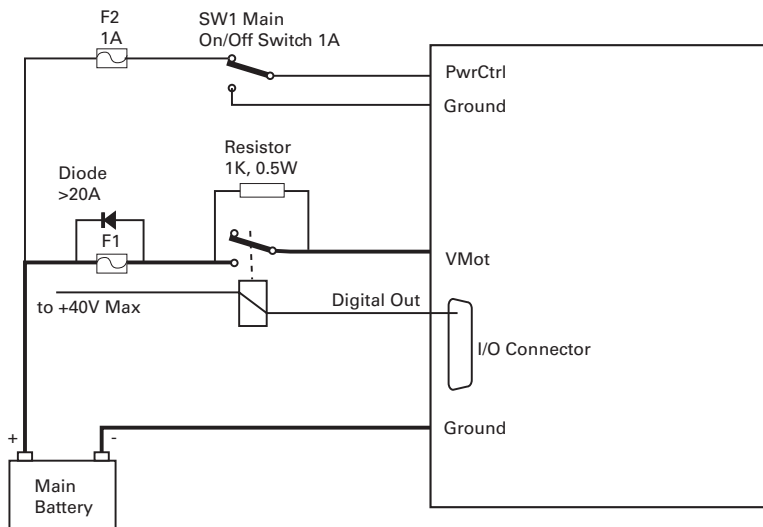 F2
1A
SW1 Main
On/Off Switch 1A
PwrCtrl
Ground
Resistor
1K, 0.5W
Diode
>20A
F1
VMot
to +40V Max
Digital Out
I/O Connector
Ground
+
-
Main
Battery